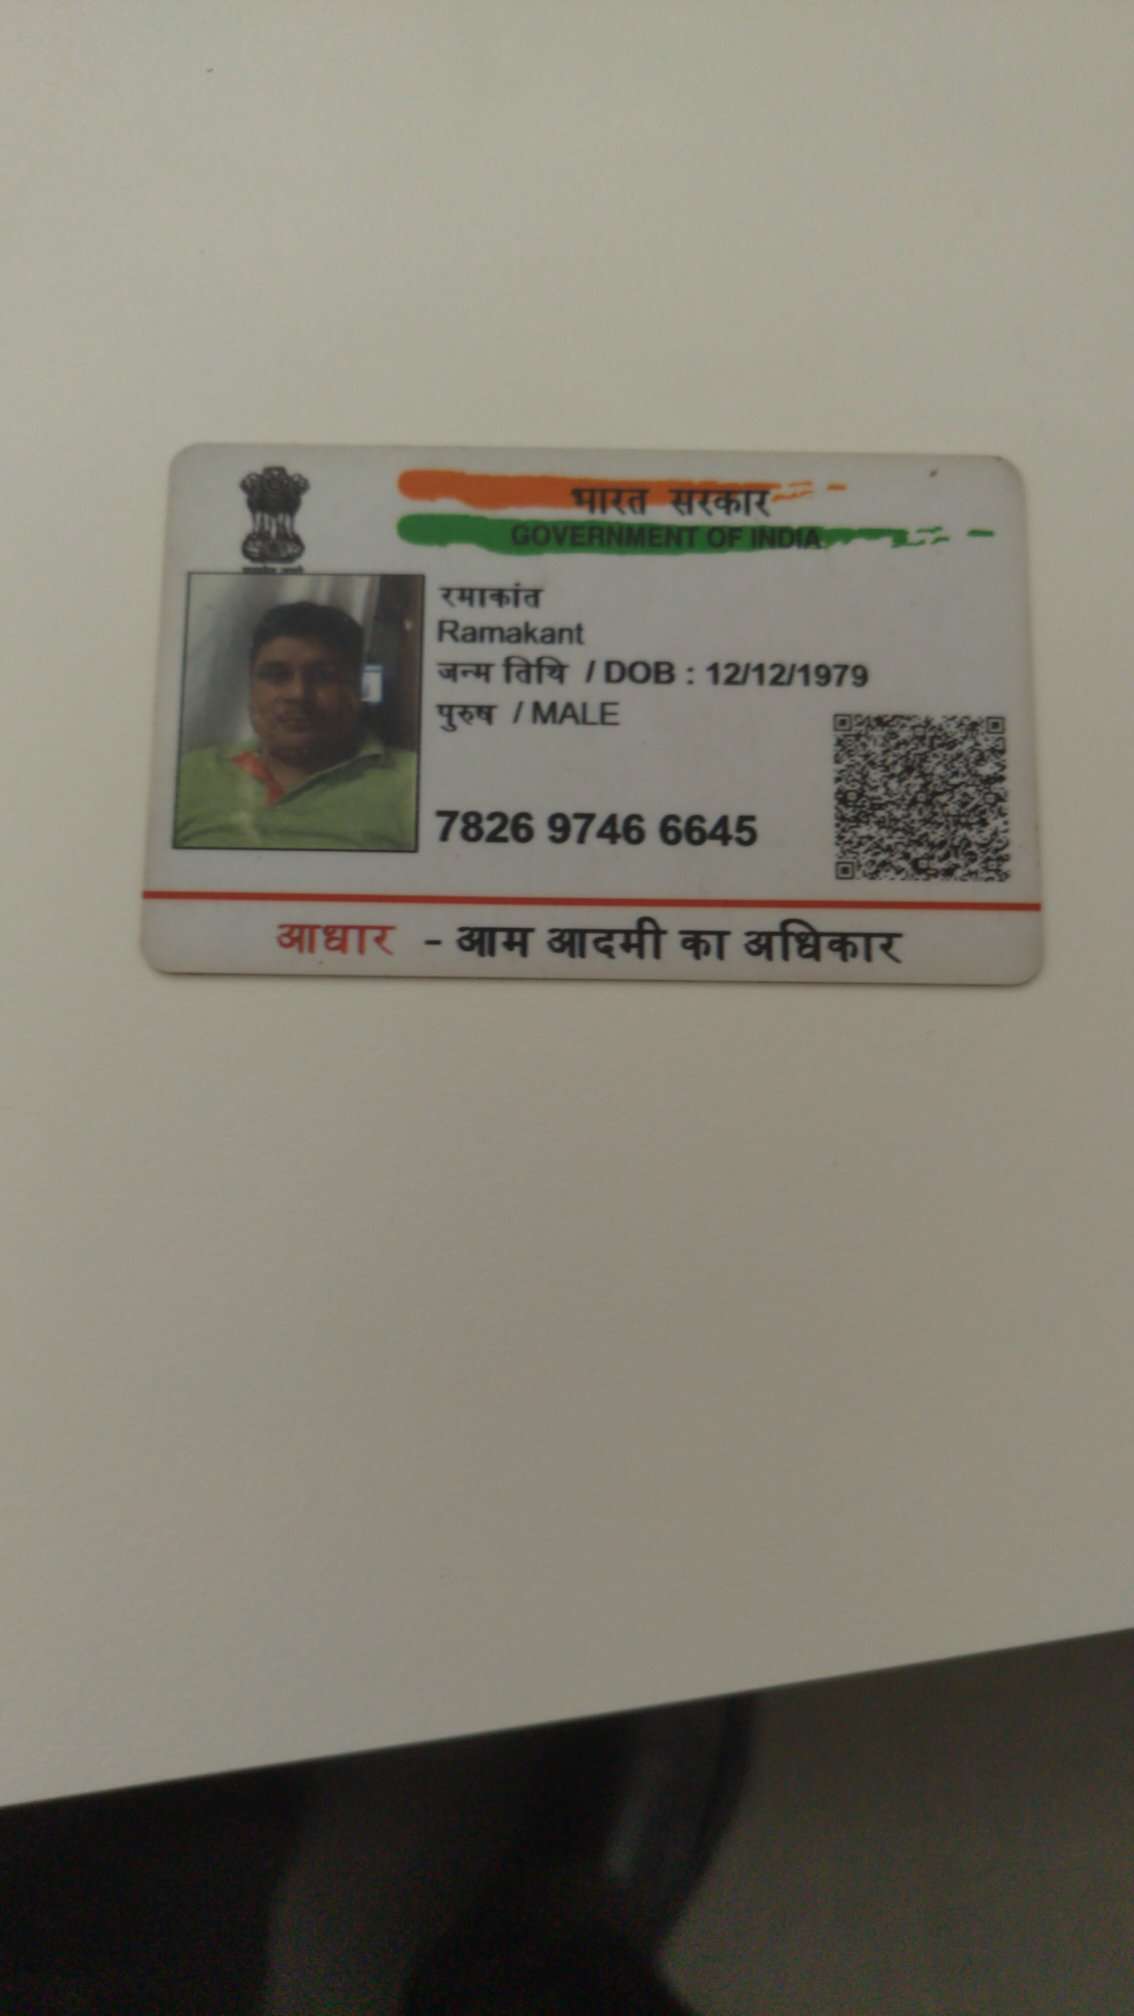 भारत सरकार
GOVERNMENT OF INDIA
रमाकांत
Ramakant
जन्म तिथि / DOB : 12/12/1979
पुरुष / MALE
7826 9746 6645
आधार - आम आदमी का अधिकार